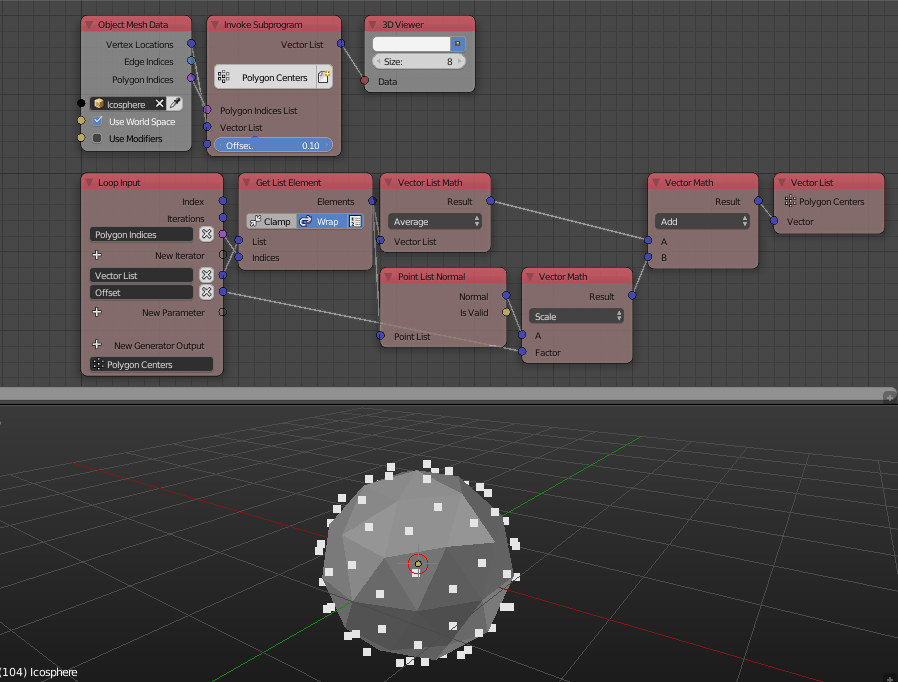 Object Mesh Data
Vertex Locations
Edge Indices
Polygon Indices
Icosphere
Use World Space
Use Modifiers
Invoke Subprogram
Vector List
Polygon Centers
Polygon Indices List
Vector List
Offset: 0.10
3D Viewer
Size: 8
Data
Loop Input
Index
Iterations
Polygon Indices
New Iterator
Vector List
Offset
New Parameter
New Generator Output
Polygon Centers
Get List Element
Elements
Clamp Wrap
List
Indices
Vector List Math
Result
Average
Vector List
Point List Normal
Normal
Is Valid
Point List
Vector Math
Result
Scale
A
Factor
Vector Math
Result
Add
A
B
Vector List
Polygon Centers
Vector
(104) Icosphere